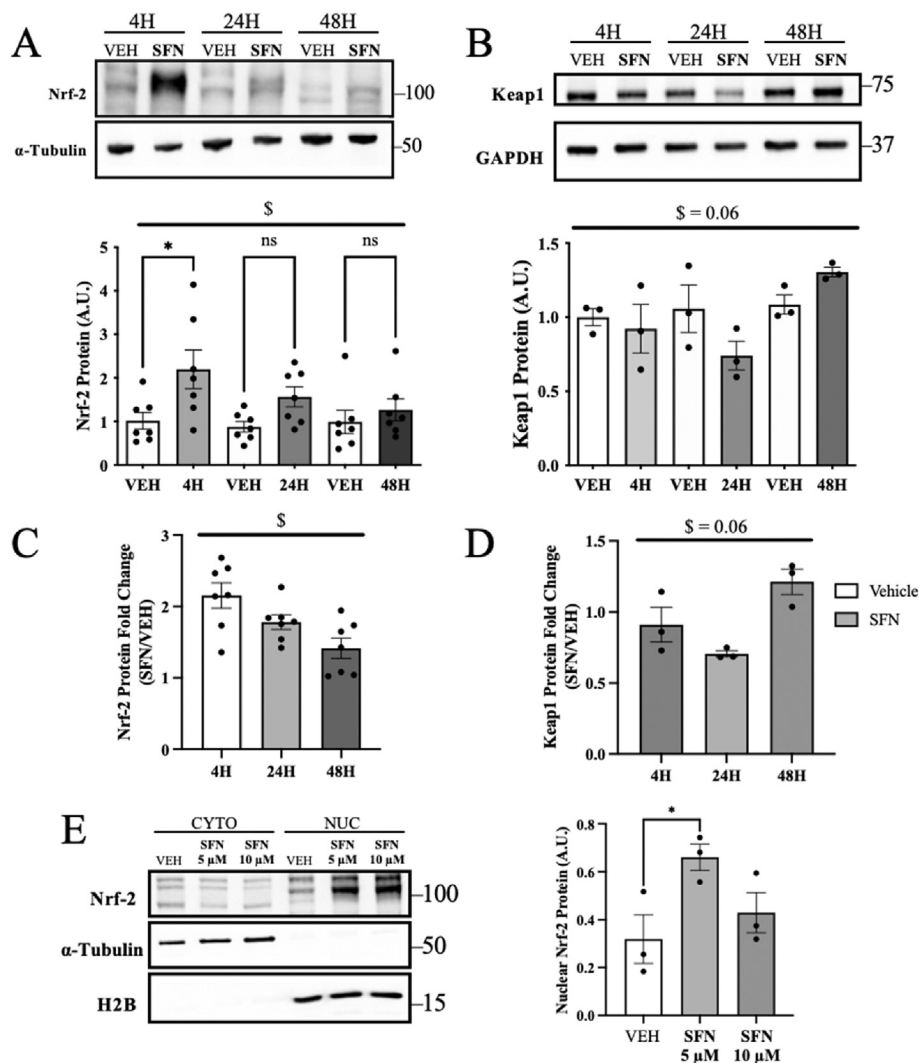 A
4H 24H 48H
VEH SFN VEH SFN VEH SFN
Nrf-2
100
α-Tubulin
50
$
* ns ns
5
4
3
2
1
0
Nrf-2 Protein (A.U.)
VEH 4H VEH 24H VEH 48H
B
4H 24H 48H
VEH SFN VEH SFN VEH SFN
Keap1
75
GAPDH
37
$ = 0.06
1.5
1.0
0.5
0.0
Keap1 Protein (A.U.)
VEH 4H VEH 24H VEH 48H
C
$
3
2
1
0
Nrf-2 Protein Fold Change
(SFN/VEH)
4H 24H 48H
D
$ = 0.06
1.5
1.0
0.5
0.0
Keap1 Protein Fold Change
(SFN/VEH)
4H 24H 48H
Vehicle
SFN
E
CYTO NUC
VEH SFN 5 µM SFN 10 µM VEH SFN 5 µM SFN 10 µM
Nrf-2
100
α-Tubulin
50
H2B
15
*
0.8
0.6
0.4
0.2
0.0
Nuclear Nrf-2 Protein (A.U.)
VEH SFN SFN
5 µM 10 µM